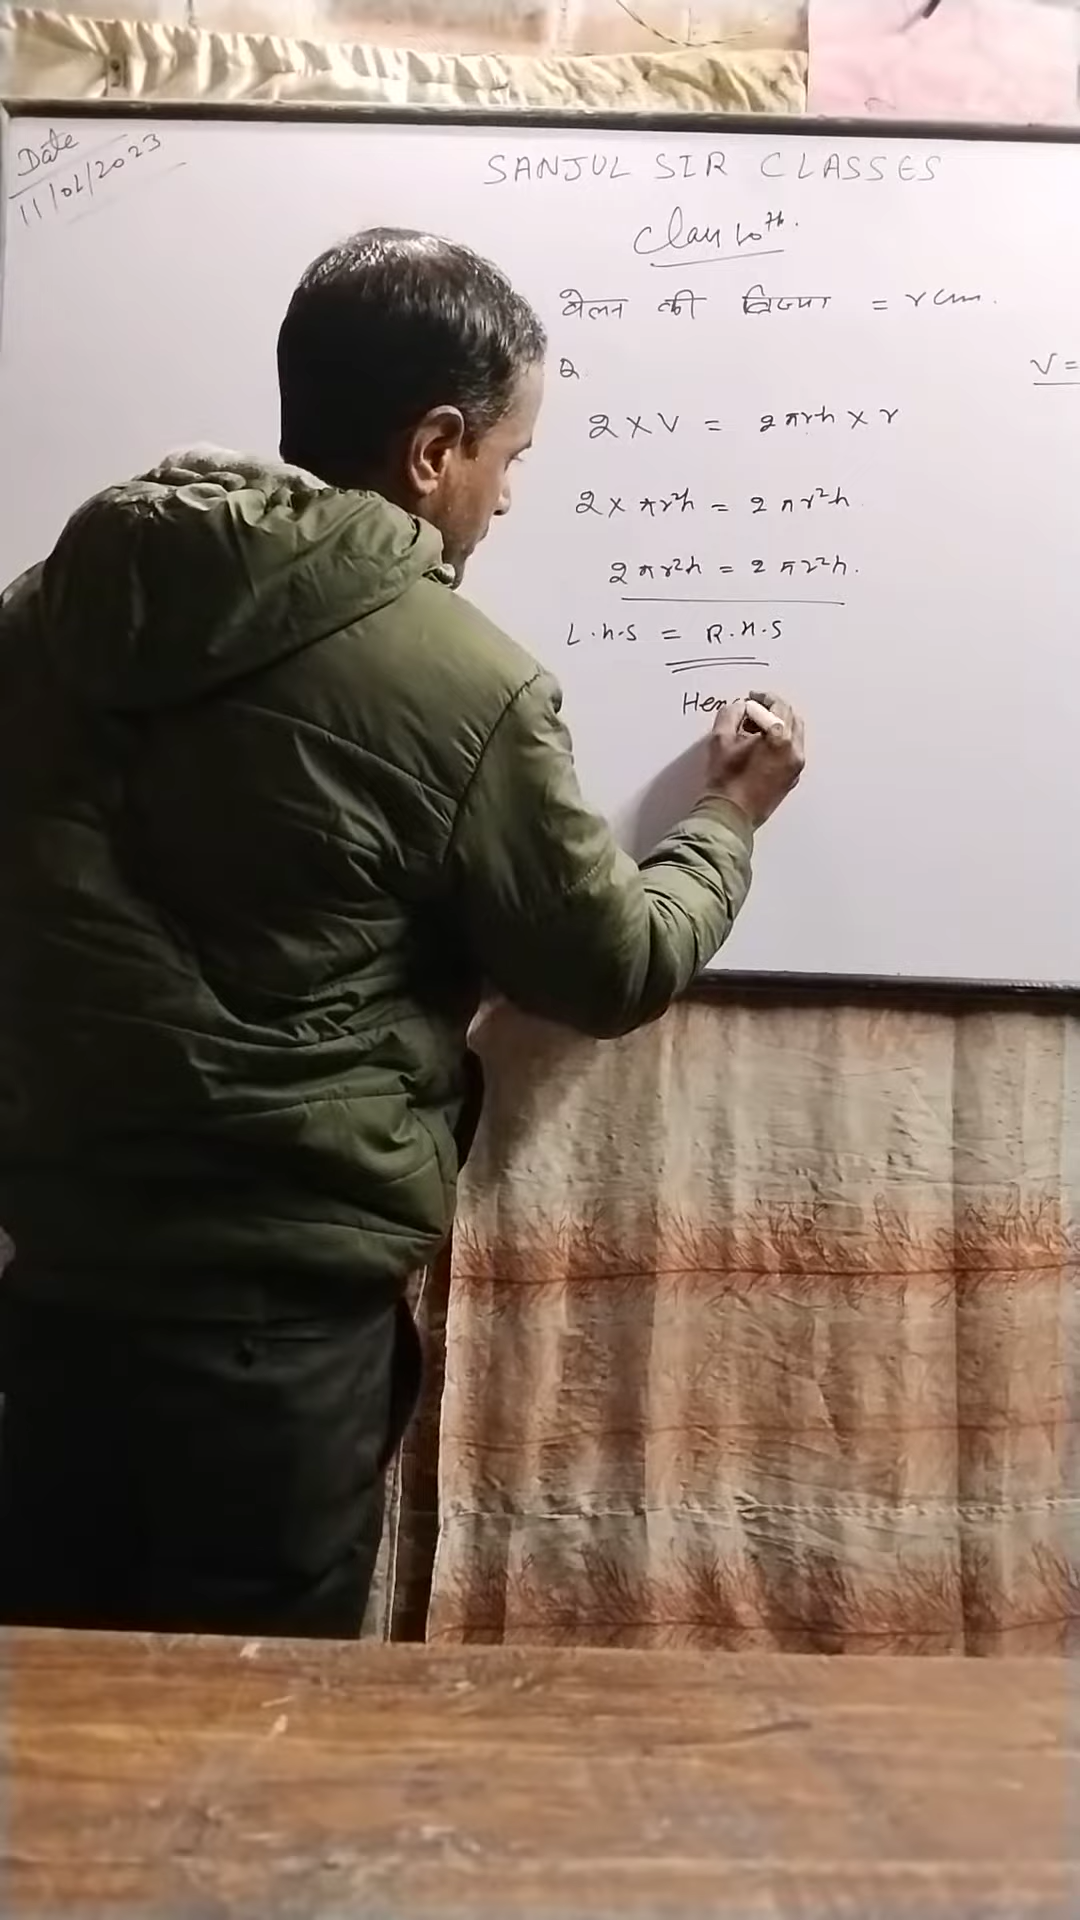 Date
11/01/2023
SANJUL SIR CLASSES
Class 10th.
बेलन की त्रिज्या = r cm.
2
V =
2 × V = 2πrh × r
2 × πr²h = 2πr²h.
2πr²h = 2πr²h.
L.H.S = R.H.S
Henc